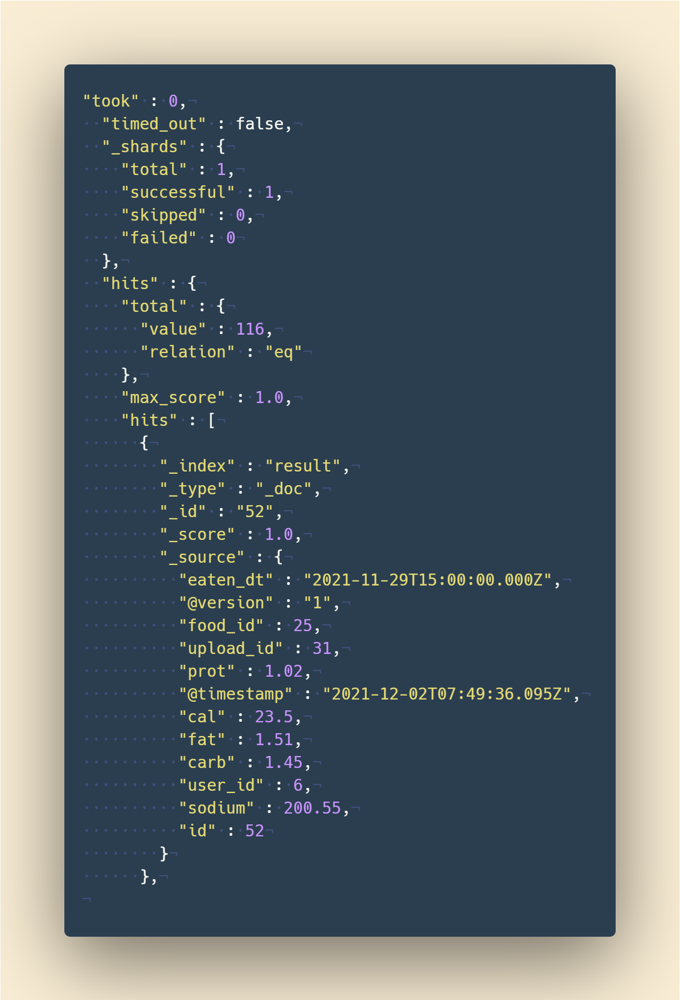 "took" : 0,
  "timed_out" : false,
  "_shards" : {
    "total" : 1,
    "successful" : 1,
    "skipped" : 0,
    "failed" : 0
  },
  "hits" : {
    "total" : {
      "value" : 116,
      "relation" : "eq"
    },
    "max_score" : 1.0,
    "hits" : [
      {
        "_index" : "result",
        "_type" : "_doc",
        "_id" : "52",
        "_score" : 1.0,
        "_source" : {
          "eaten_dt" : "2021-11-29T15:00:00.000Z",
          "@version" : "1",
          "food_id" : 25,
          "upload_id" : 31,
          "prot" : 1.02,
          "@timestamp" : "2021-12-02T07:49:36.095Z",
          "cal" : 23.5,
          "fat" : 1.51,
          "carb" : 1.45,
          "user_id" : 6,
          "sodium" : 200.55,
          "id" : 52
        }
      },